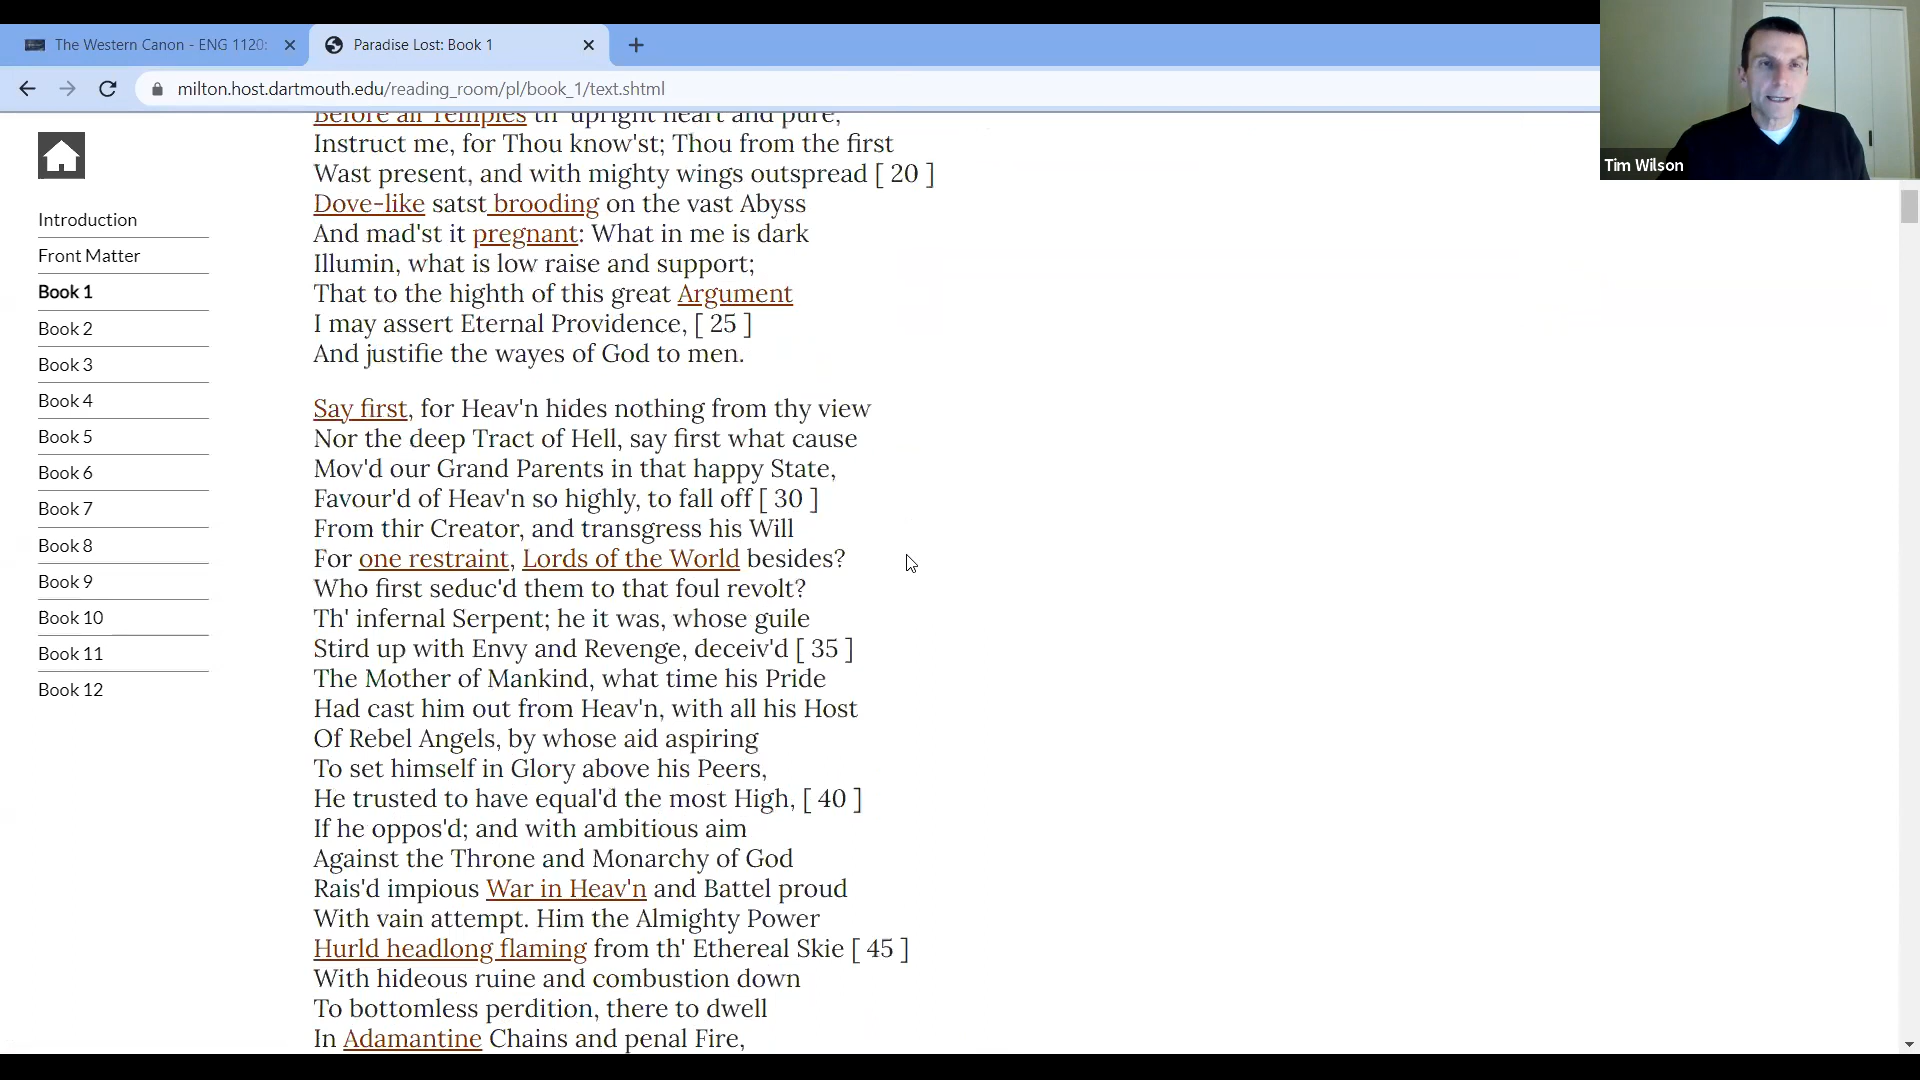 The Western Canon - ENG 1120:
Paradise Lost: Book 1
milton.host.dartmouth.edu/reading_room/pl/book_1/text.shtml
Tim Wilson
Introduction
Front Matter
Book 1
Book 2
Book 3
Book 4
Book 5
Book 6
Book 7
Book 8
Book 9
Book 10
Book 11
Book 12
Before all Temples th' upright heart and pure,
Instruct me, for Thou know'st; Thou from the first
Wast present, and with mighty wings outspread [ 20 ]
Dove-like satst brooding on the vast Abyss
And mad'st it pregnant: What in me is dark
Illumin, what is low raise and support;
That to the highth of this great Argument
I may assert Eternal Providence, [ 25 ]
And justifie the wayes of God to men.
Say first, for Heav'n hides nothing from thy view
Nor the deep Tract of Hell, say first what cause
Mov'd our Grand Parents in that happy State,
Favour'd of Heav'n so highly, to fall off [ 30 ]
From thir Creator, and transgress his Will
For one restraint, Lords of the World besides?
Who first seduc'd them to that foul revolt?
Th' infernal Serpent; he it was, whose guile
Stird up with Envy and Revenge, deceiv'd [ 35 ]
The Mother of Mankind, what time his Pride
Had cast him out from Heav'n, with all his Host
Of Rebel Angels, by whose aid aspiring
To set himself in Glory above his Peers,
He trusted to have equal'd the most High, [ 40 ]
If he oppos'd; and with ambitious aim
Against the Throne and Monarchy of God
Rais'd impious War in Heav'n and Battel proud
With vain attempt. Him the Almighty Power
Hurld headlong flaming from th' Ethereal Skie [ 45 ]
With hideous ruine and combustion down
To bottomless perdition, there to dwell
In Adamantine Chains and penal Fire,